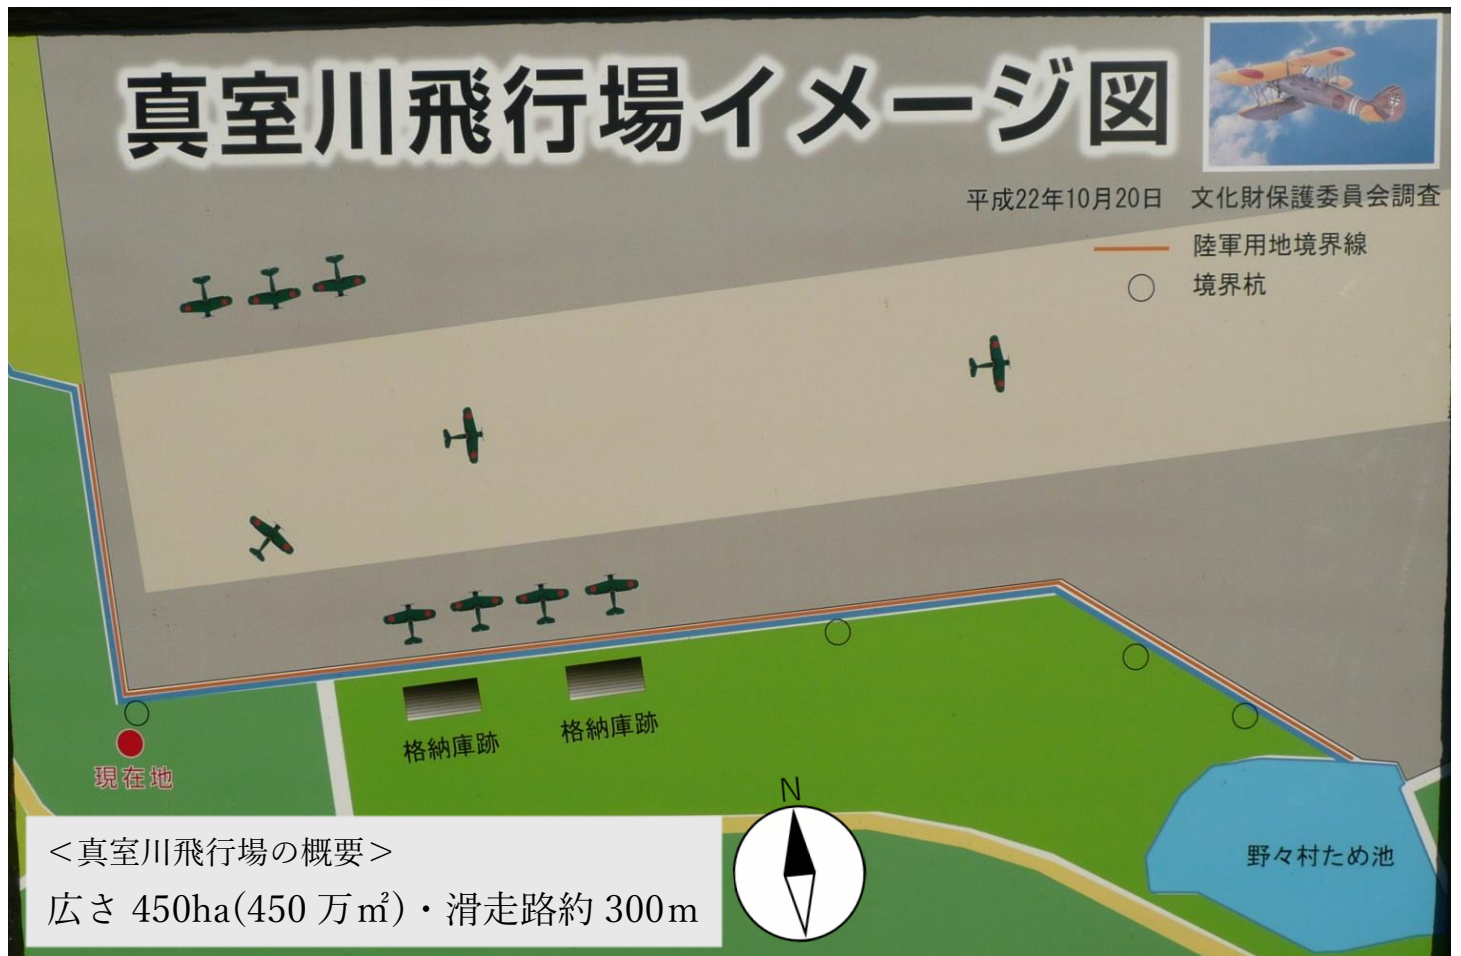 真室川飛行場イメージ図
平成22年10月20日　文化財保護委員会調査
陸軍用地境界線
境界杭
格納庫跡
格納庫跡
現在地
N
野々村ため池
＜真室川飛行場の概要＞
広さ 450ha(450 万㎡)・滑走路約 300m